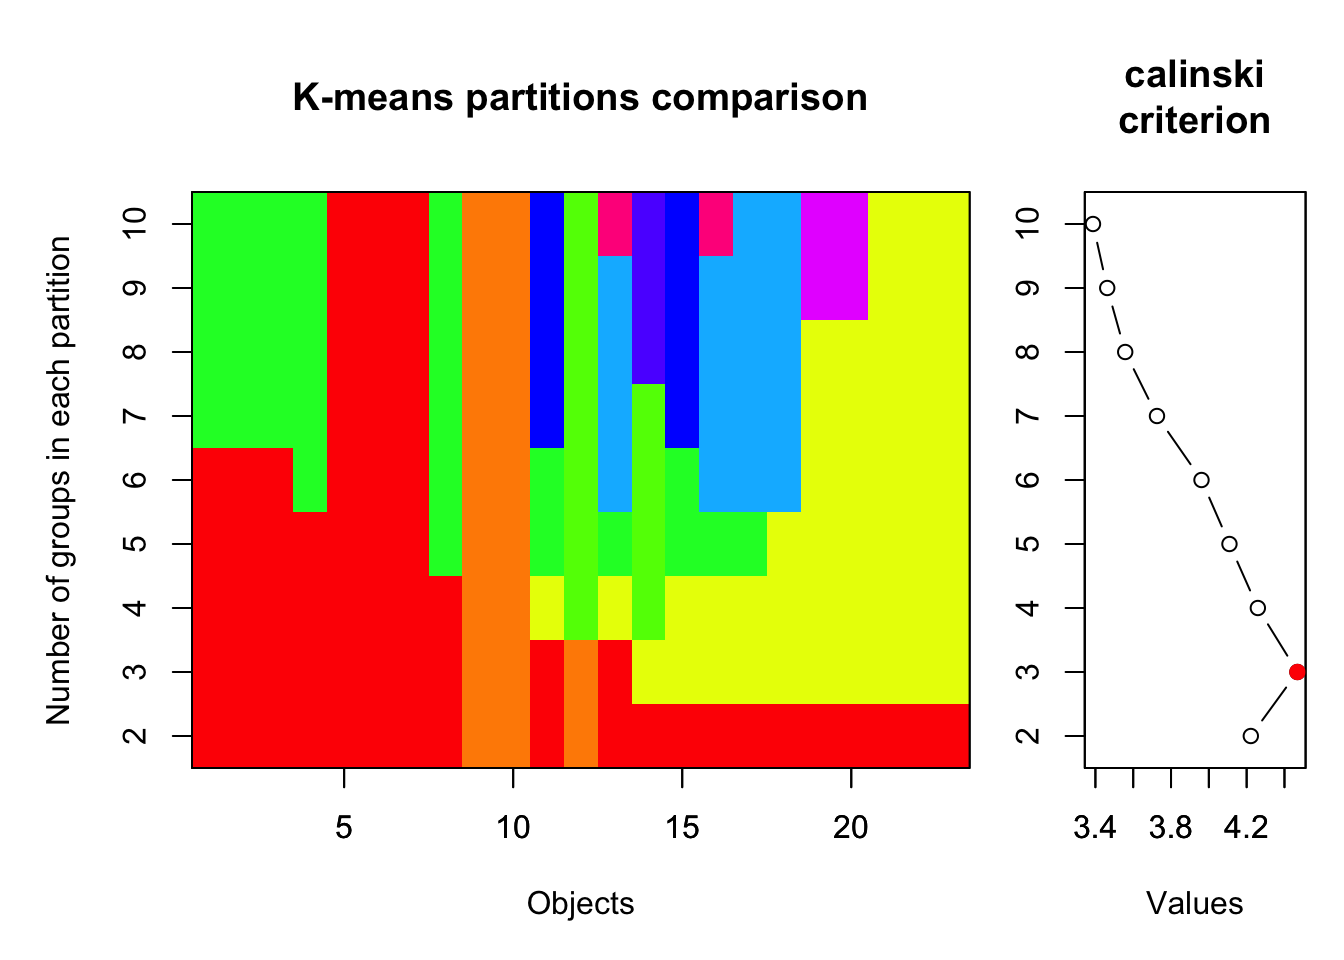 K-means partitions comparison
calinski
criterion
Number of groups in each partition
10
9
8
7
6
5
4
3
2
5 10 15 20
Objects
10
9
8
7
6
5
4
3
2
3.4 3.8 4.2
Values